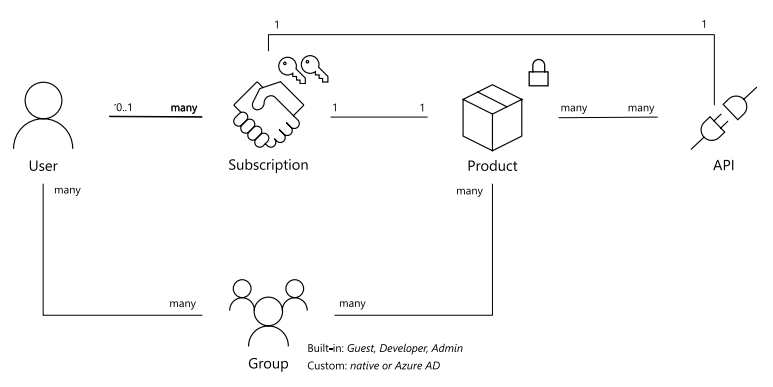 1 1
'0..1 many 1 1 many many
User Subscription Product API
many many
many many
Built-in: Guest, Developer, Admin
Group Custom: native or Azure AD